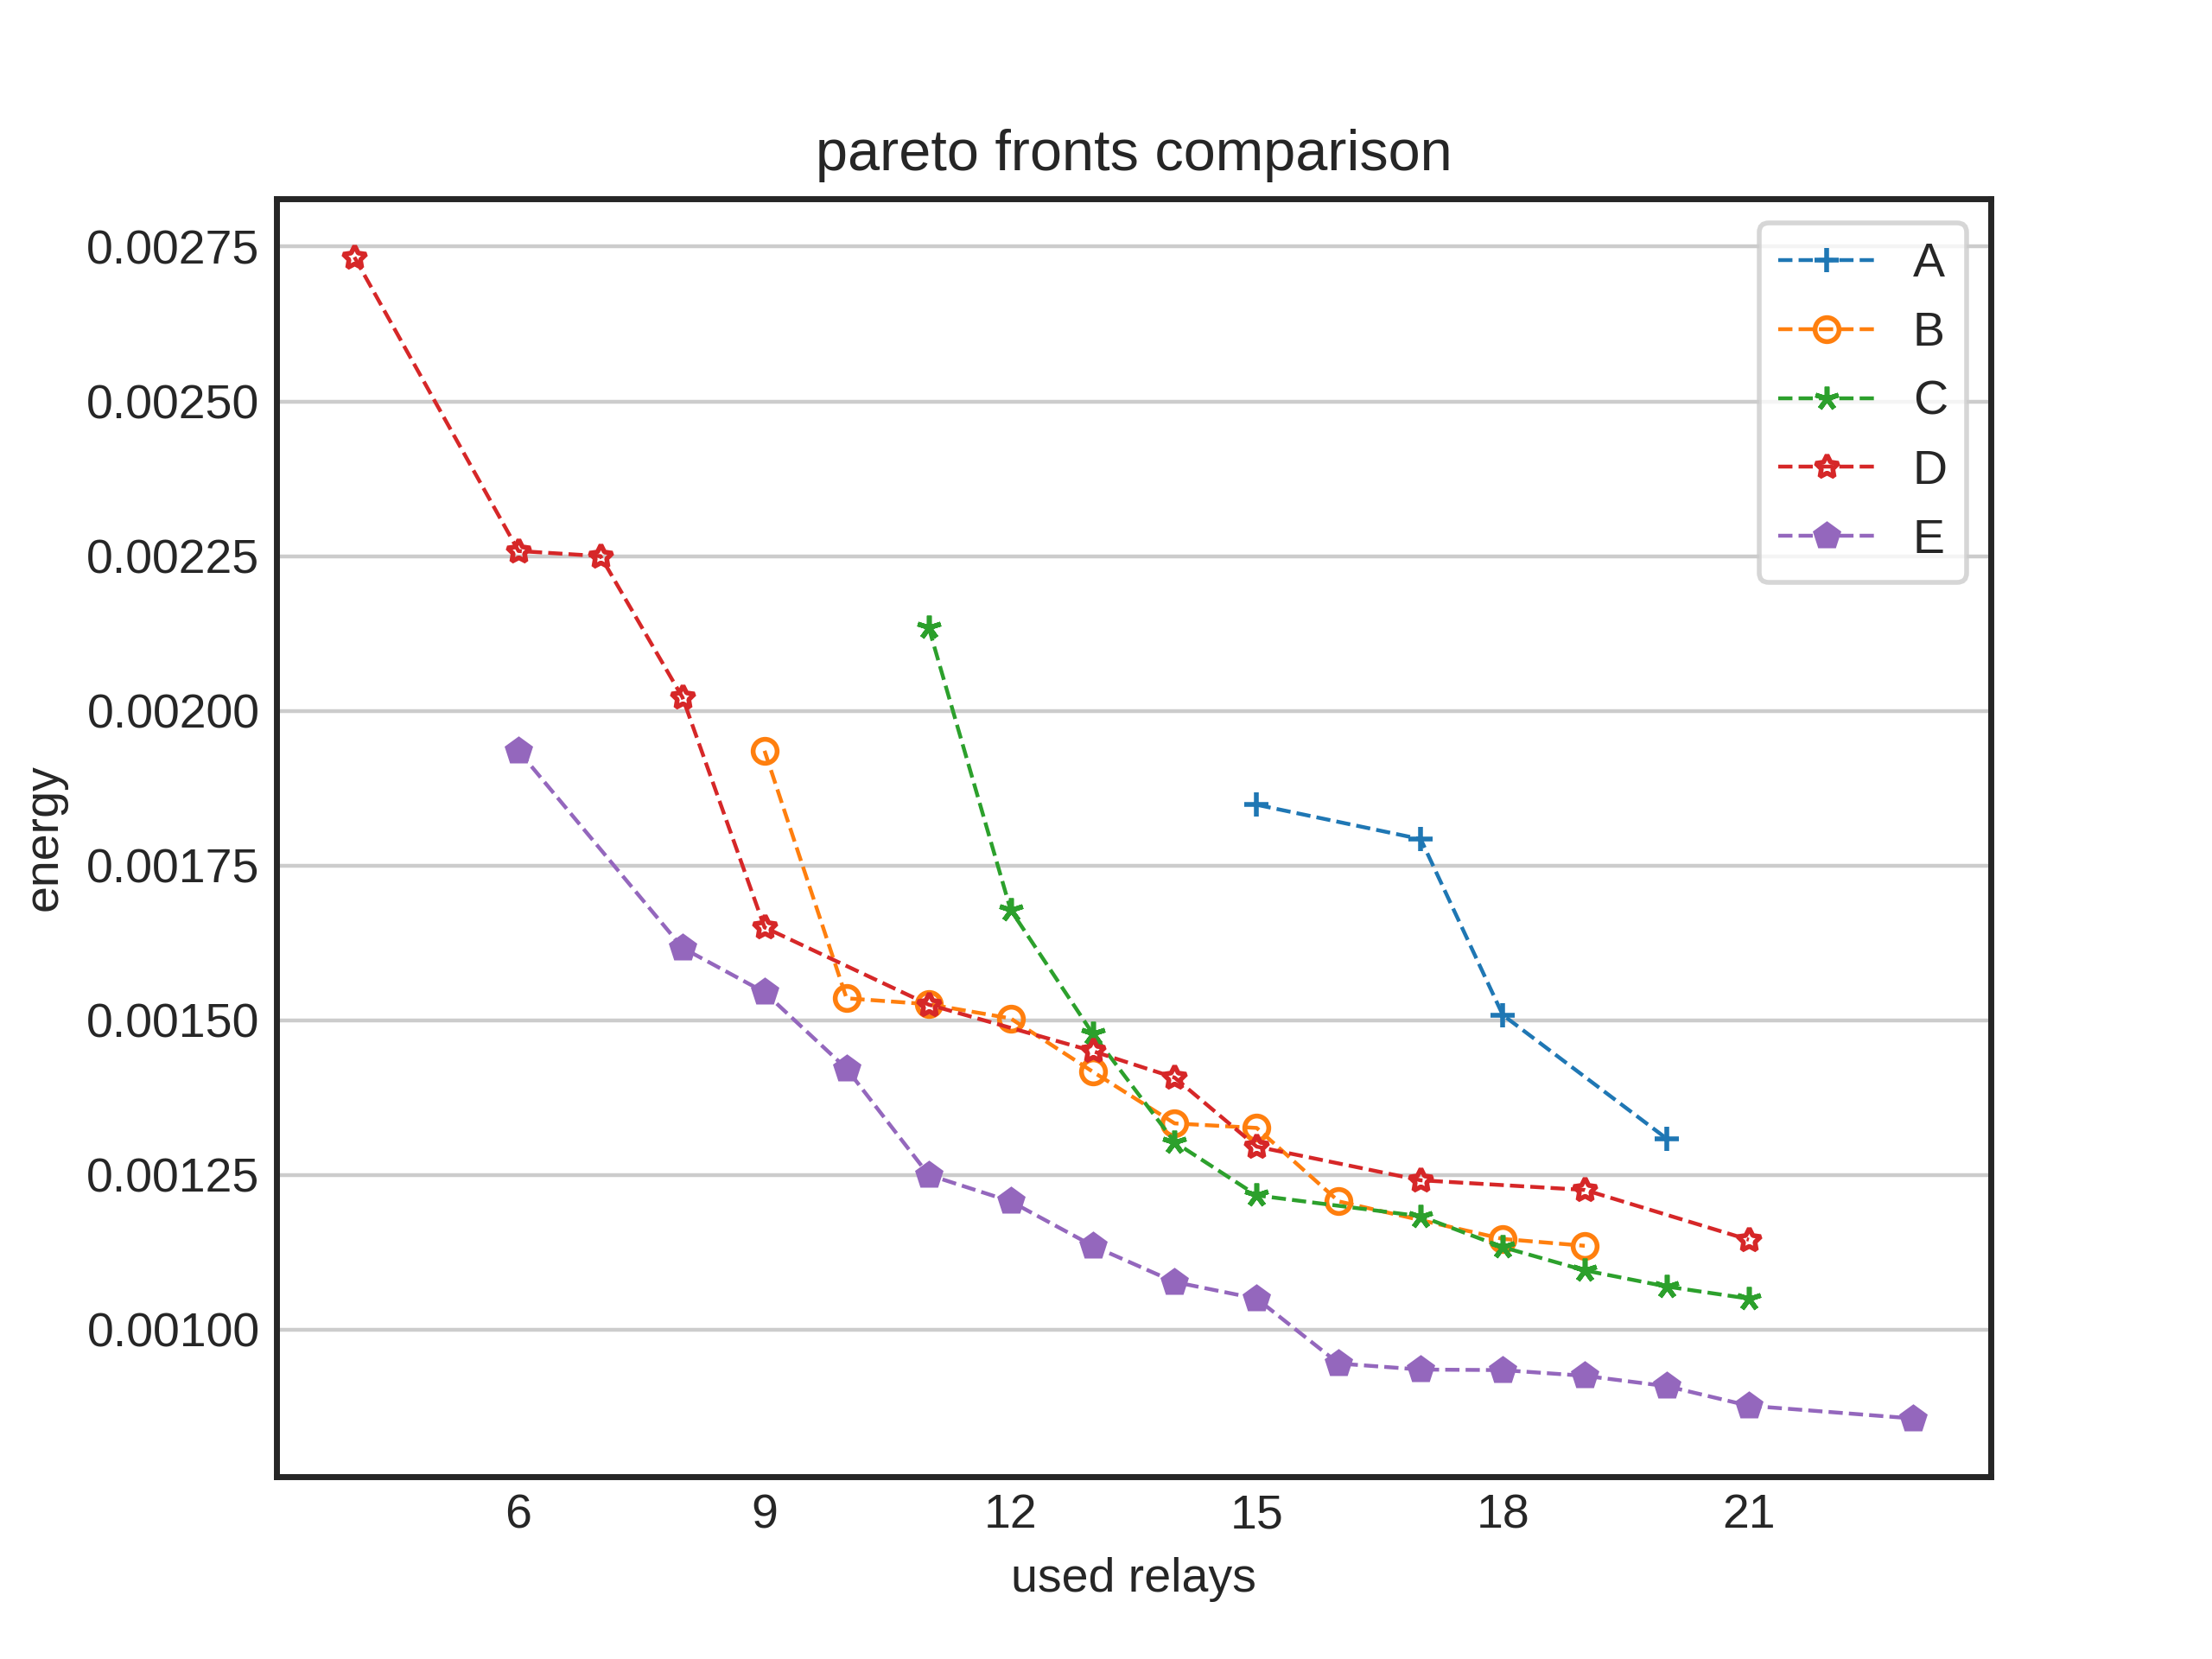 pareto fronts comparison
0.00275
0.00250
0.00225
0.00200
0.00175
0.00150
0.00125
0.00100
energy
A
B
C
D
E
6 9 12 15 18 21
used relays